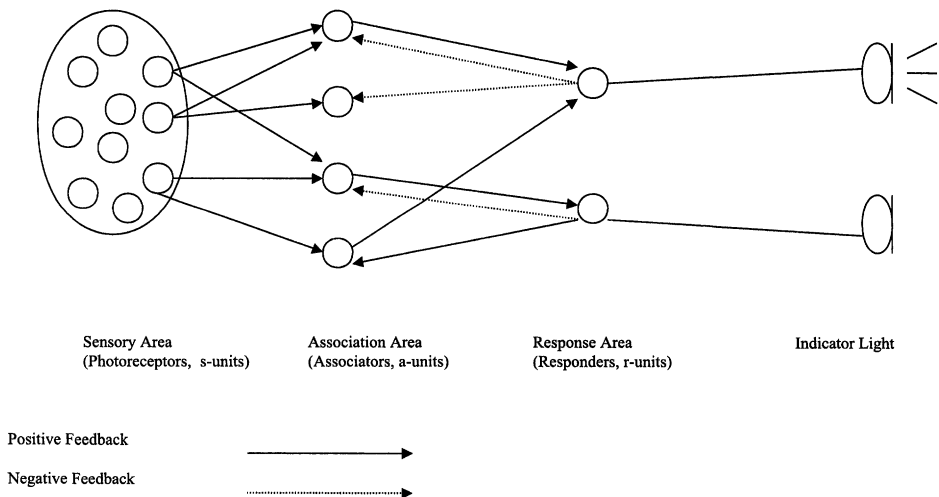 Sensory Area
(Photoreceptors, s-units)
Association Area
(Associators, a-units)
Response Area
(Responders, r-units)
Indicator Light
Positive Feedback
Negative Feedback